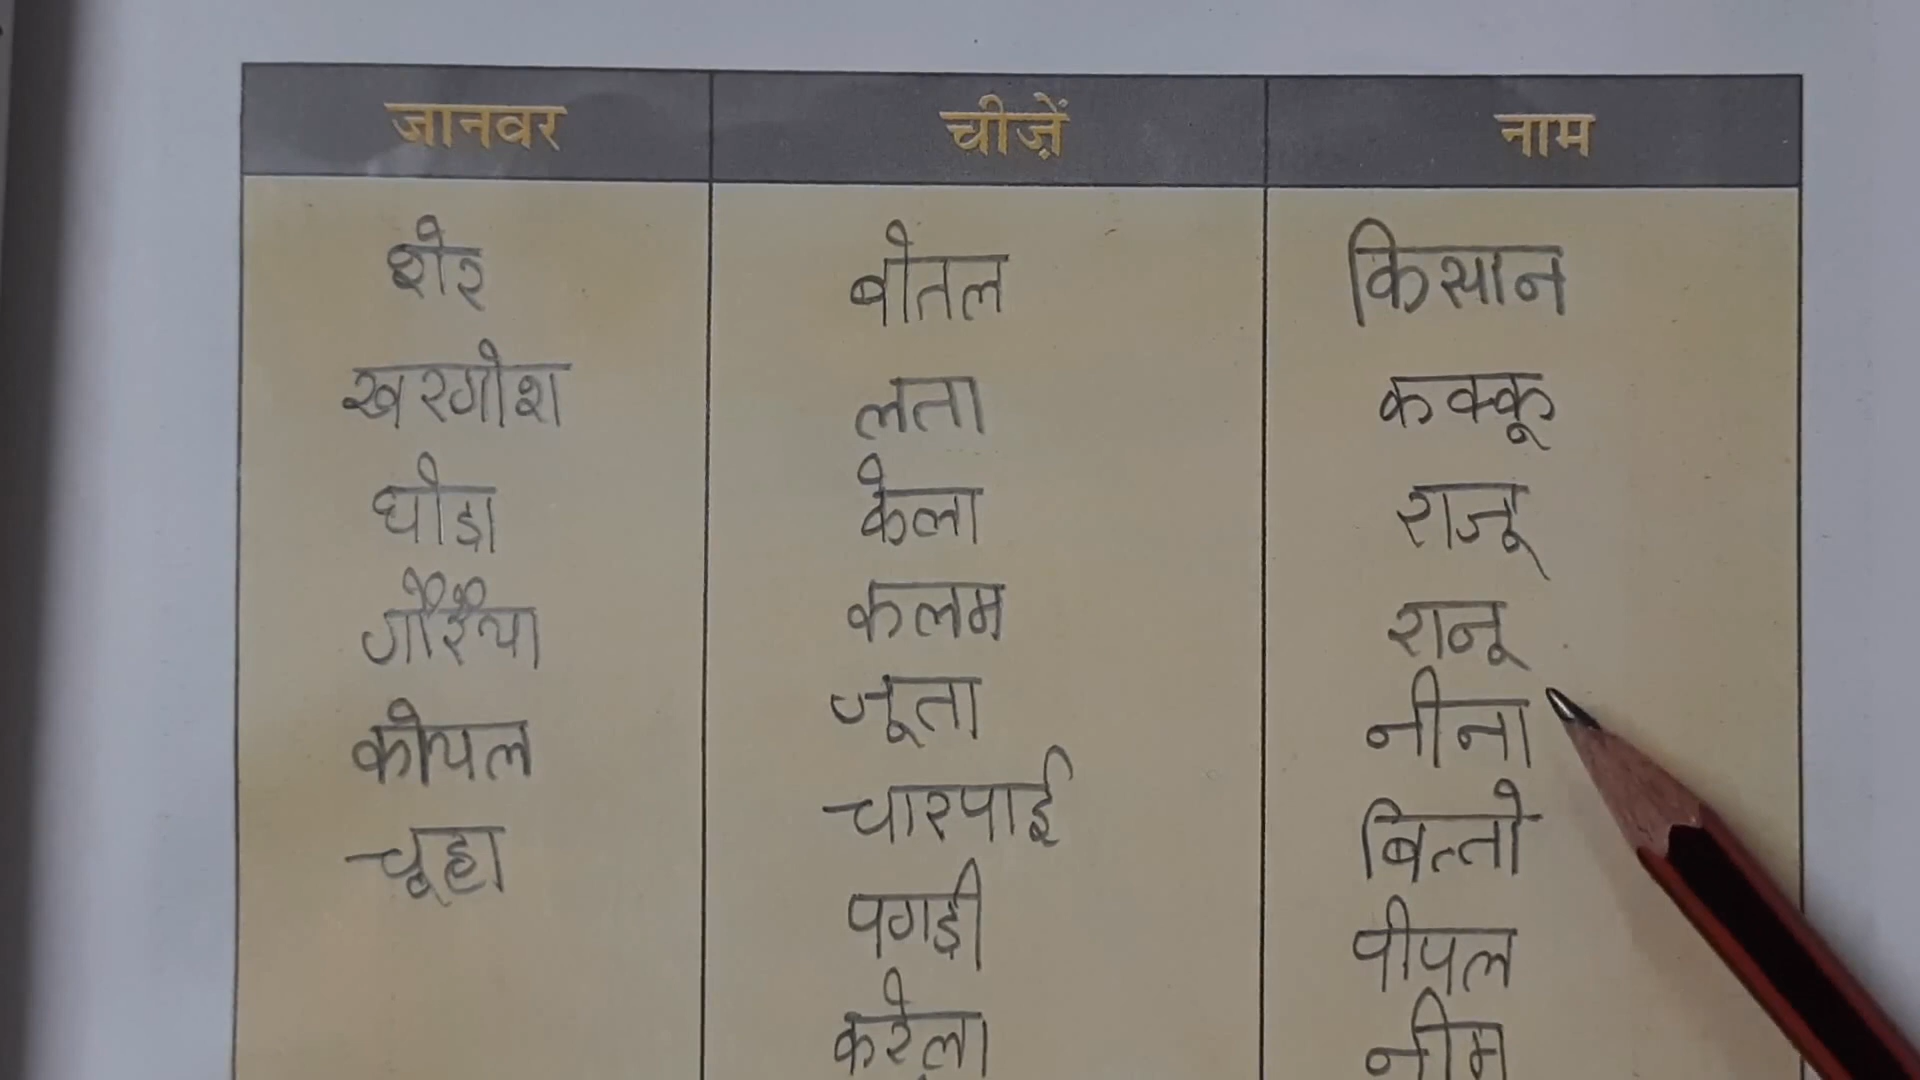 जानवर चीज़ें नाम
शेर बोतल किसान
खरगोश लता कक्कू
घोडा केला राजू
गौरैया कलम रानू
कोयल जूता नीना
चूहा चारपाई बित्तो
पगडी पीपल
करेला नीम